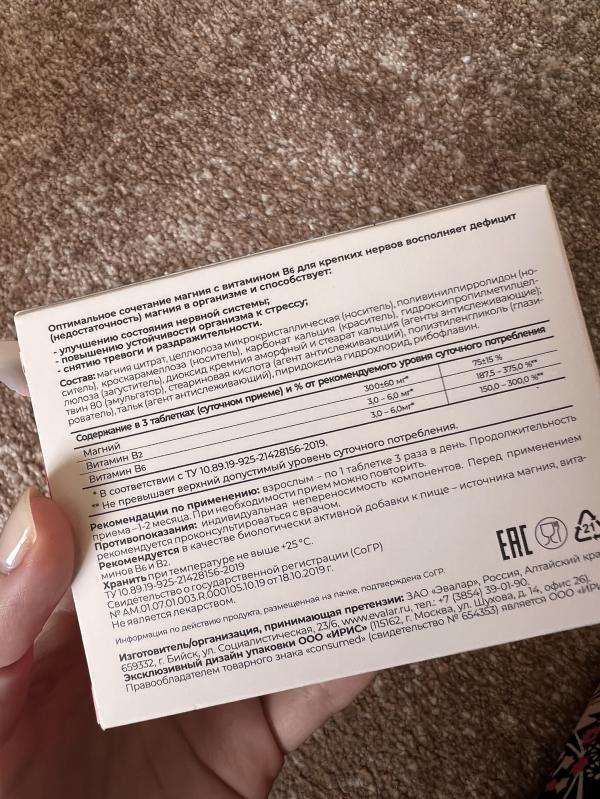 Оптимальное сочетание магния с витамином В6 для крепких нервов восполняет дефицит
(недостаточность) магния в организме и способствует:
- улучшению состояния нервной системы;
- повышению устойчивости организма к стрессу;
- снятию тревоги и раздражительности.
Состав: магния цитрат, целлюлоза микрокристаллическая (носитель), поливинилпирролидон (но-
ситель), кроскарамеллоза (носитель), карбонат кальция (краситель), гидроксипропилметилцел-
люлоза (загуститель), диоксид кремния аморфный и стеарат кальция (агенты антислеживающие);
твин 80 (эмульгатор), стеариновая кислота (агент антислеживающий), полиэтиленгликоль (глази-
рователь), тальк (агент антислеживающий), пиридоксина гидрохлорид, рибофлавин.
Содержание в 3 таблетках (суточном приеме) и % от рекомендуемого уровня суточного потребления
Магний 300±60 мг* 75±15 %
Витамин В2 3,0 – 6,0 мг* 187,5 – 375,0 %**
Витамин В6 3,0 – 6,0мг* 150,0 – 300,0 %**
* В соответствии с ТУ 10.89.19-925-21428156-2019.
** Не превышает верхний допустимый уровень суточного потребления.
Рекомендации по применению: взрослым – по 1 таблетке 3 раза в день. Продолжительность
приема – 1-2 месяца. При необходимости прием можно повторить.
Противопоказания: индивидуальная непереносимость компонентов. Перед применением
рекомендуется проконсультироваться с врачом.
Рекомендуется в качестве биологически активной добавки к пище – источника магния, вита-
минов В6 и В2.
Хранить при температуре не выше +25 °С.
ТУ 10.89.19-925-21428156-2019
Свидетельство о государственной регистрации (СоГР)
№ АМ.01.07.01.003.R.000105.10.19 от 18.10.2019 г.
Не является лекарством.
EAC
21
Информация по действию продукта, размещенная на пачке, подтверждена СоГР.
Изготовитель/организация, принимающая претензии: ЗАО «Эвалар», Россия, Алтайский кра
659332, г. Бийск, ул. Социалистическая, 23/6, www.evalar.ru, тел.: +7 (3854) 39-01-90.
Эксклюзивный дизайн упаковки ООО «ИРИС» (115162, г. Москва, ул. Шухова, д. 14, офис 26).
Правообладателем товарного знака «consumed» (свидетельство № 654353) является ООО «ИРИ